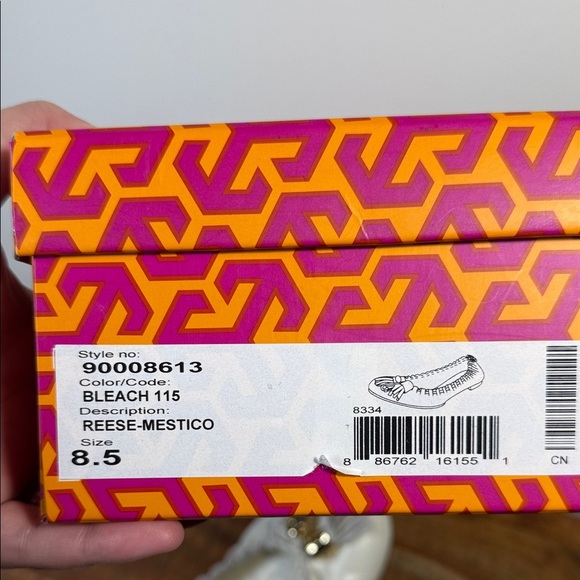 Style no:
90008613
Color/Code:
BLEACH 115
Description:
REESE-MESTICO
Size
8.5
8334
8 86762 16155 1
CN